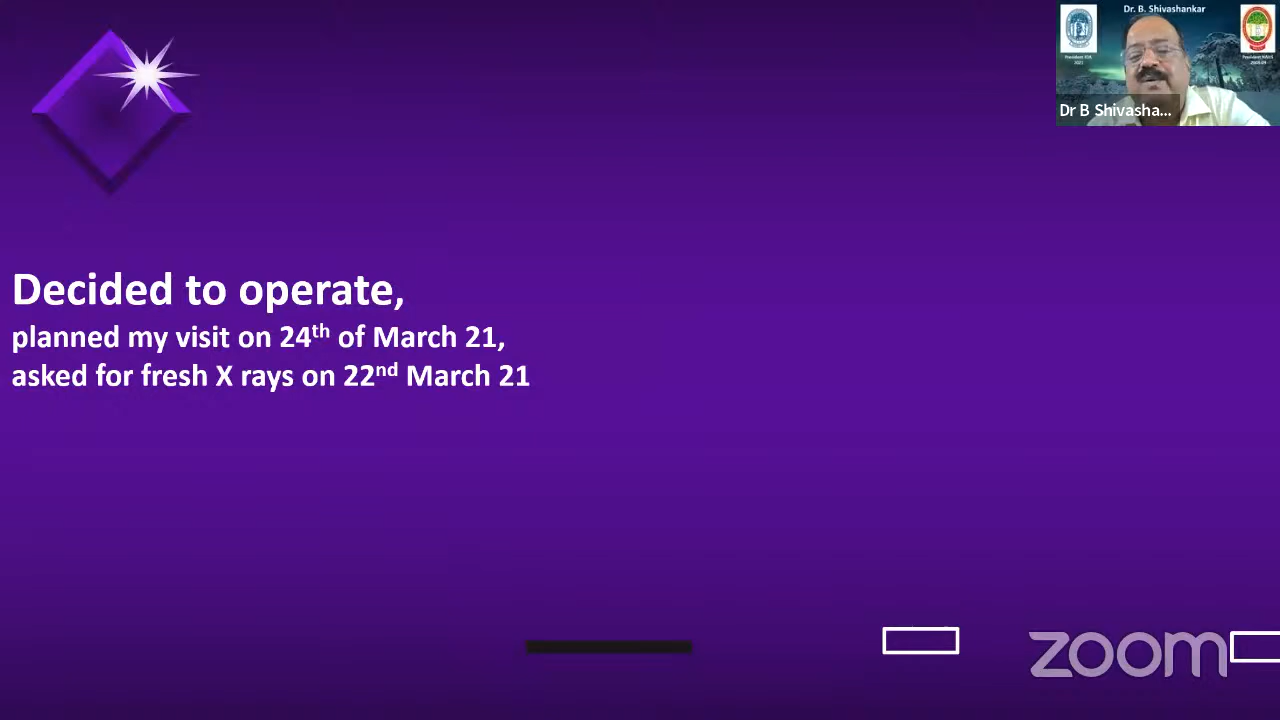 Dr. B. Shivashankar
Dr B Shivasha...
Decided to operate,
planned my visit on 24th of March 21,
asked for fresh X rays on 22nd March 21
zoom